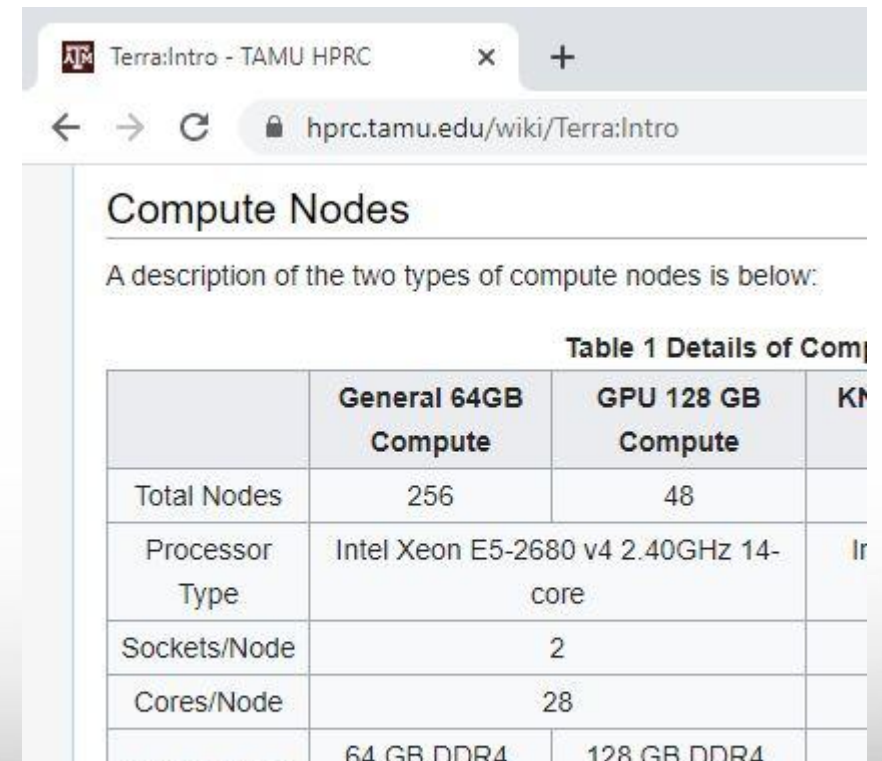 Terra:Intro - TAMU HPRC
hprc.tamu.edu/wiki/Terra:Intro
Compute Nodes
A description of the two types of compute nodes is below:
Table 1 Details of
General 64GB Compute
GPU 128 GB Compute
Total Nodes
256
48
Processor Type
Intel Xeon E5-2680 v4 2.40GHz 14-
core
Sockets/Node
2
Cores/Node
28
64 GB DDR4
128 GB DDR4